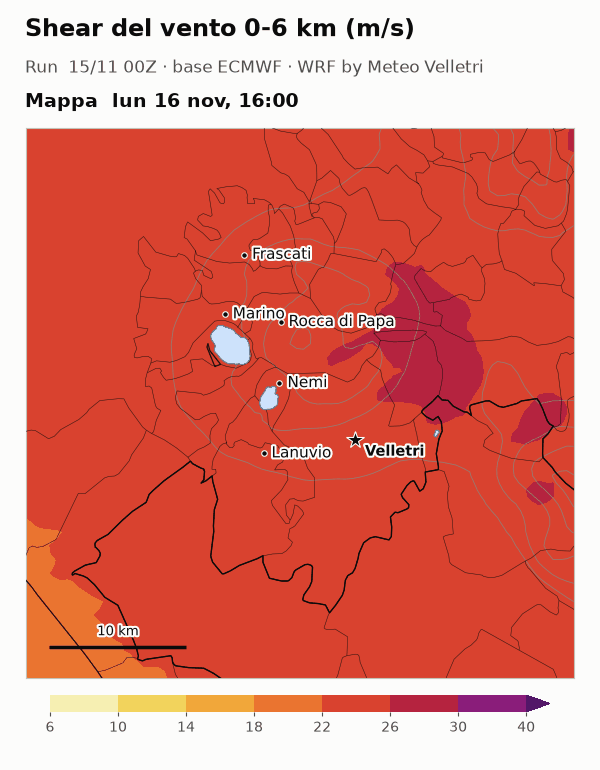 Shear del vento 0-6 km (m/s)
Run  15/11 00Z · base ECMWF · WRF by Meteo Velletri
Mappa  lun 16 nov, 16:00
Frascati
Marino
Rocca di Papa
Nemi
Velletri
Lanuvio
10 km
6 10 14 18 22 26 30 40